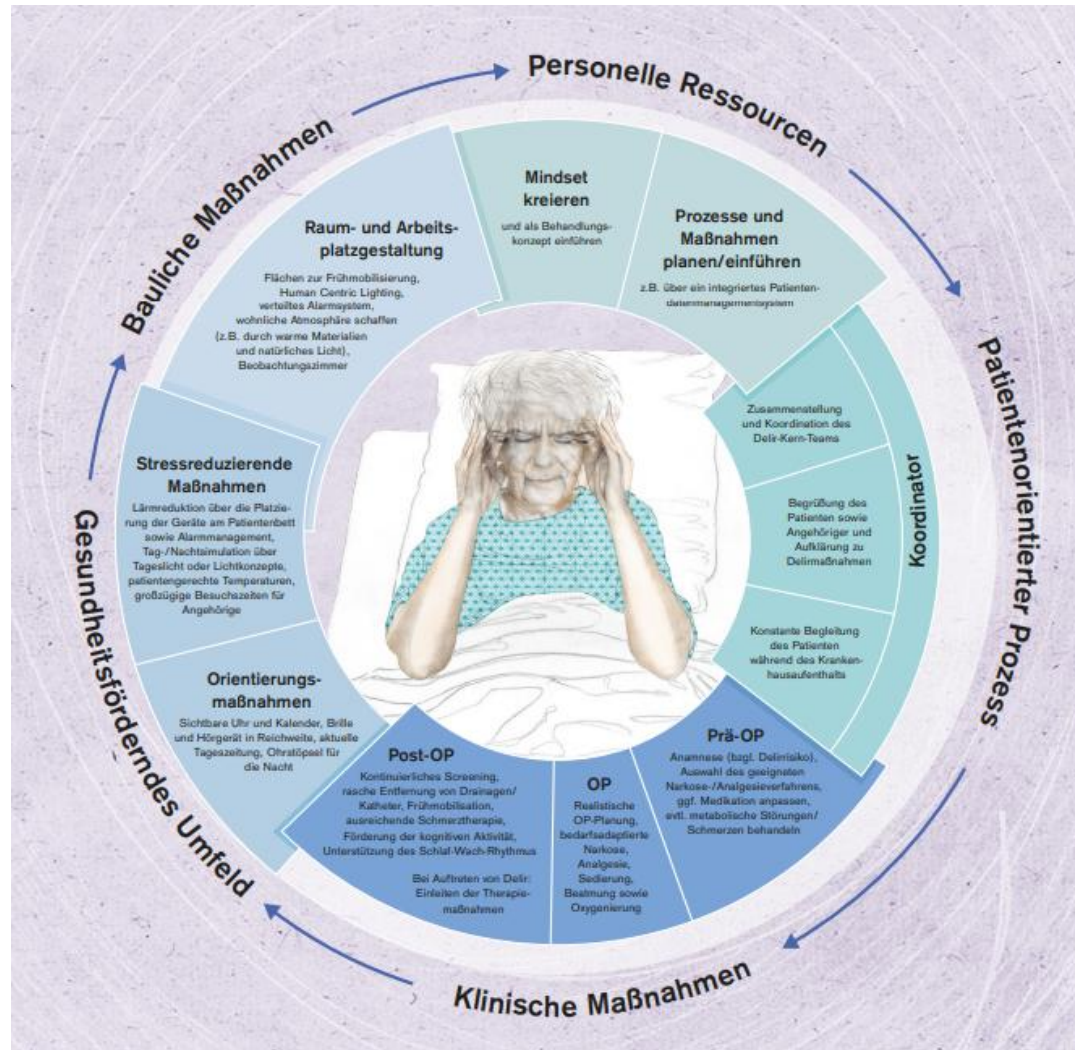 Personelle Ressourcen
Mindset
kreieren
und als Behandlungs-
konzept einführen
Prozesse und
Maßnahmen
planen/einführen
z.B. über ein integriertes Patienten-
datenmanagementsystem
Patientenorientierter Prozess
Koordinator
Zusammenstellung
und Koordination des
Delir-Kern-Teams
Begrüßung des
Patienten sowie
Angehöriger und
Aufklärung zu
Delirmaßnahmen
Konstante Begleitung
des Patienten
während des Kranken-
hausaufenthalts
Klinische Maßnahmen
Prä-OP
Anamnese (bzgl. Delirrisiko),
Auswahl des geeigneten
Narkose-/Analgesieverfahrens,
ggf. Medikation anpassen,
evtl. metabolische Störungen/
Schmerzen behandeln
OP
Realistische
OP-Planung,
bedarfsadaptierte
Narkose,
Analgesie,
Sedierung,
Beatmung sowie
Oxygenierung
Post-OP
Kontinuierliches Screening,
rasche Entfernung von Drainagen/
Katheter, Frühmobilisation,
ausreichende Schmerztherapie,
Förderung der kognitiven Aktivität,
Unterstützung des Schlaf-Wach-Rhythmus
Bei Auftreten von Delir:
Einleiten der Therapie-
maßnahmen
Gesundheitsförderndes Umfeld
Orientierungs-
maßnahmen
Sichtbare Uhr und Kalender, Brille
und Hörgerät in Reichweite, aktuelle
Tageszeitung, Ohrstöpsel für
die Nacht
Stressreduzierende
Maßnahmen
Lärmreduktion über die Platzie-
rung der Geräte am Patientenbett
sowie Alarmmanagement,
Tag-/Nachtsimulation über
Tageslicht oder Lichtkonzepte,
patientengerechte Temperaturen,
großzügige Besuchszeiten für
Angehörige
Bauliche Maßnahmen
Raum- und Arbeits-
platzgestaltung
Flächen zur Frühmobilisierung,
Human Centric Lighting,
verteiltes Alarmsystem,
wohnliche Atmosphäre schaffen
(z.B. durch warme Materialien
und natürliches Licht),
Beobachtungszimmer